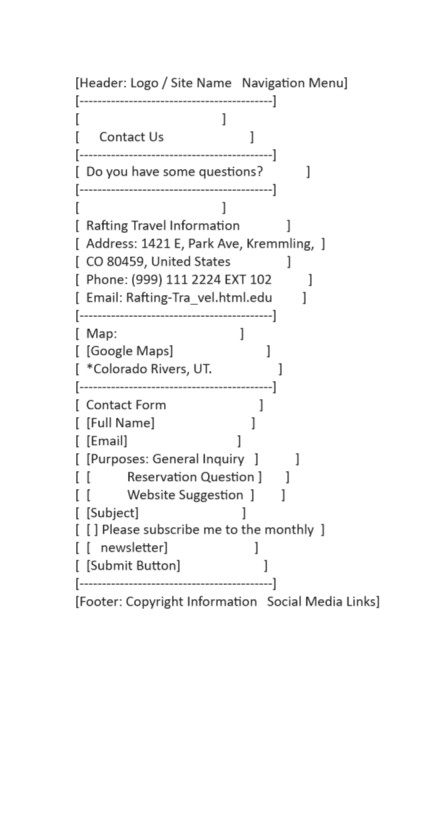 [Header: Logo / Site Name   Navigation Menu]
[-------------------------------------------]
[                                ]
[     Contact Us                    ]
[-------------------------------------------]
[  Do you have some questions?          ]
[-------------------------------------------]
[                                ]
[  Rafting Travel Information           ]
[  Address: 1421 E, Park Ave, Kremmling,  ]
[  CO 80459, United States             ]
[  Phone: (999) 111 2224 EXT 102         ]
[  Email: Rafting-Tra_vel.html.edu       ]
[-------------------------------------------]
[  Map:                            ]
[  [Google Maps]                     ]
[  *Colorado Rivers, UT.               ]
[-------------------------------------------]
[  Contact Form                     ]
[  [Full Name]                      ]
[  [Email]                         ]
[  [Purposes: General Inquiry   ]         ]
[  [         Reservation Question ]      ]
[  [         Website Suggestion  ]      ]
[  [Subject]                       ]
[  [ ] Please subscribe me to the monthly  ]
[  [   newsletter]                    ]
[  [Submit Button]                    ]
[-------------------------------------------]
[Footer: Copyright Information   Social Media Links]